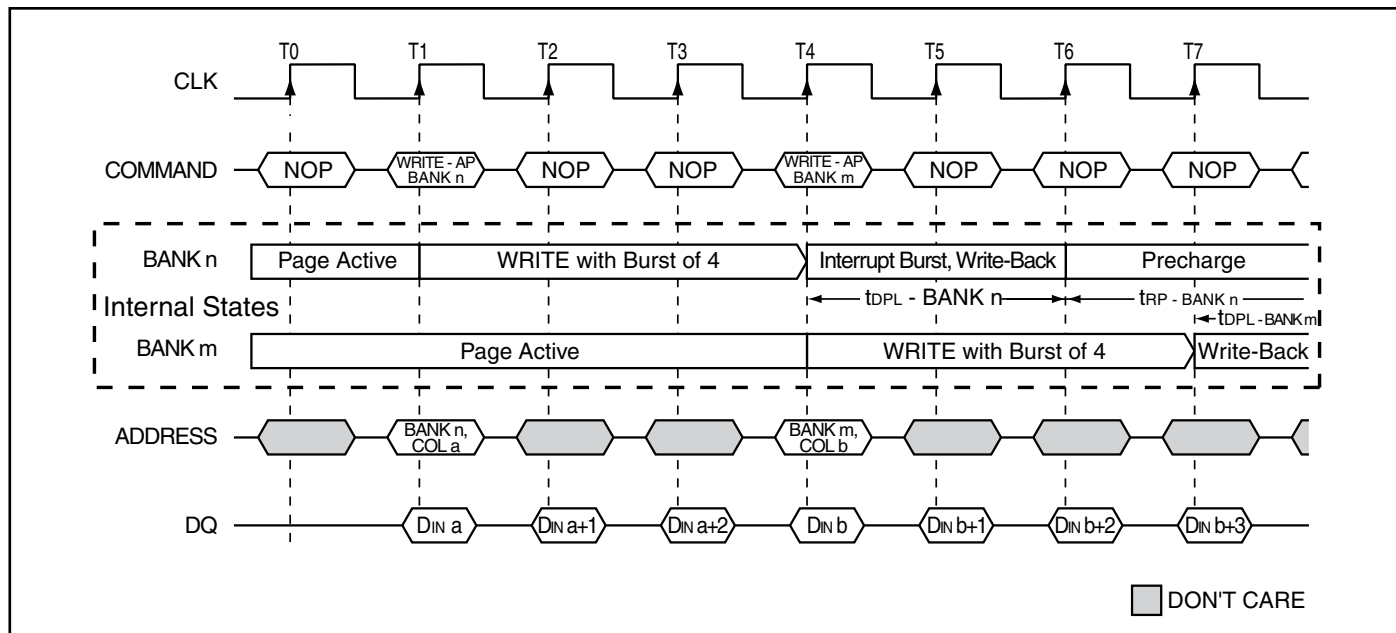 T0 T1 T2 T3 T4 T5 T6 T7
CLK
COMMAND NOP WRITE - AP BANK n NOP NOP WRITE - AP BANK m NOP NOP NOP
BANK n Page Active WRITE with Burst of 4 Interrupt Burst, Write-Back Precharge
Internal States tDPL - BANK n tRP - BANK n
tDPL - BANK m
BANK m Page Active WRITE with Burst of 4 Write-Back
ADDRESS BANK n, COL a BANK m, COL b
DQ DIN a DIN a+1 DIN a+2 DIN b DIN b+1 DIN b+2 DIN b+3
DON'T CARE